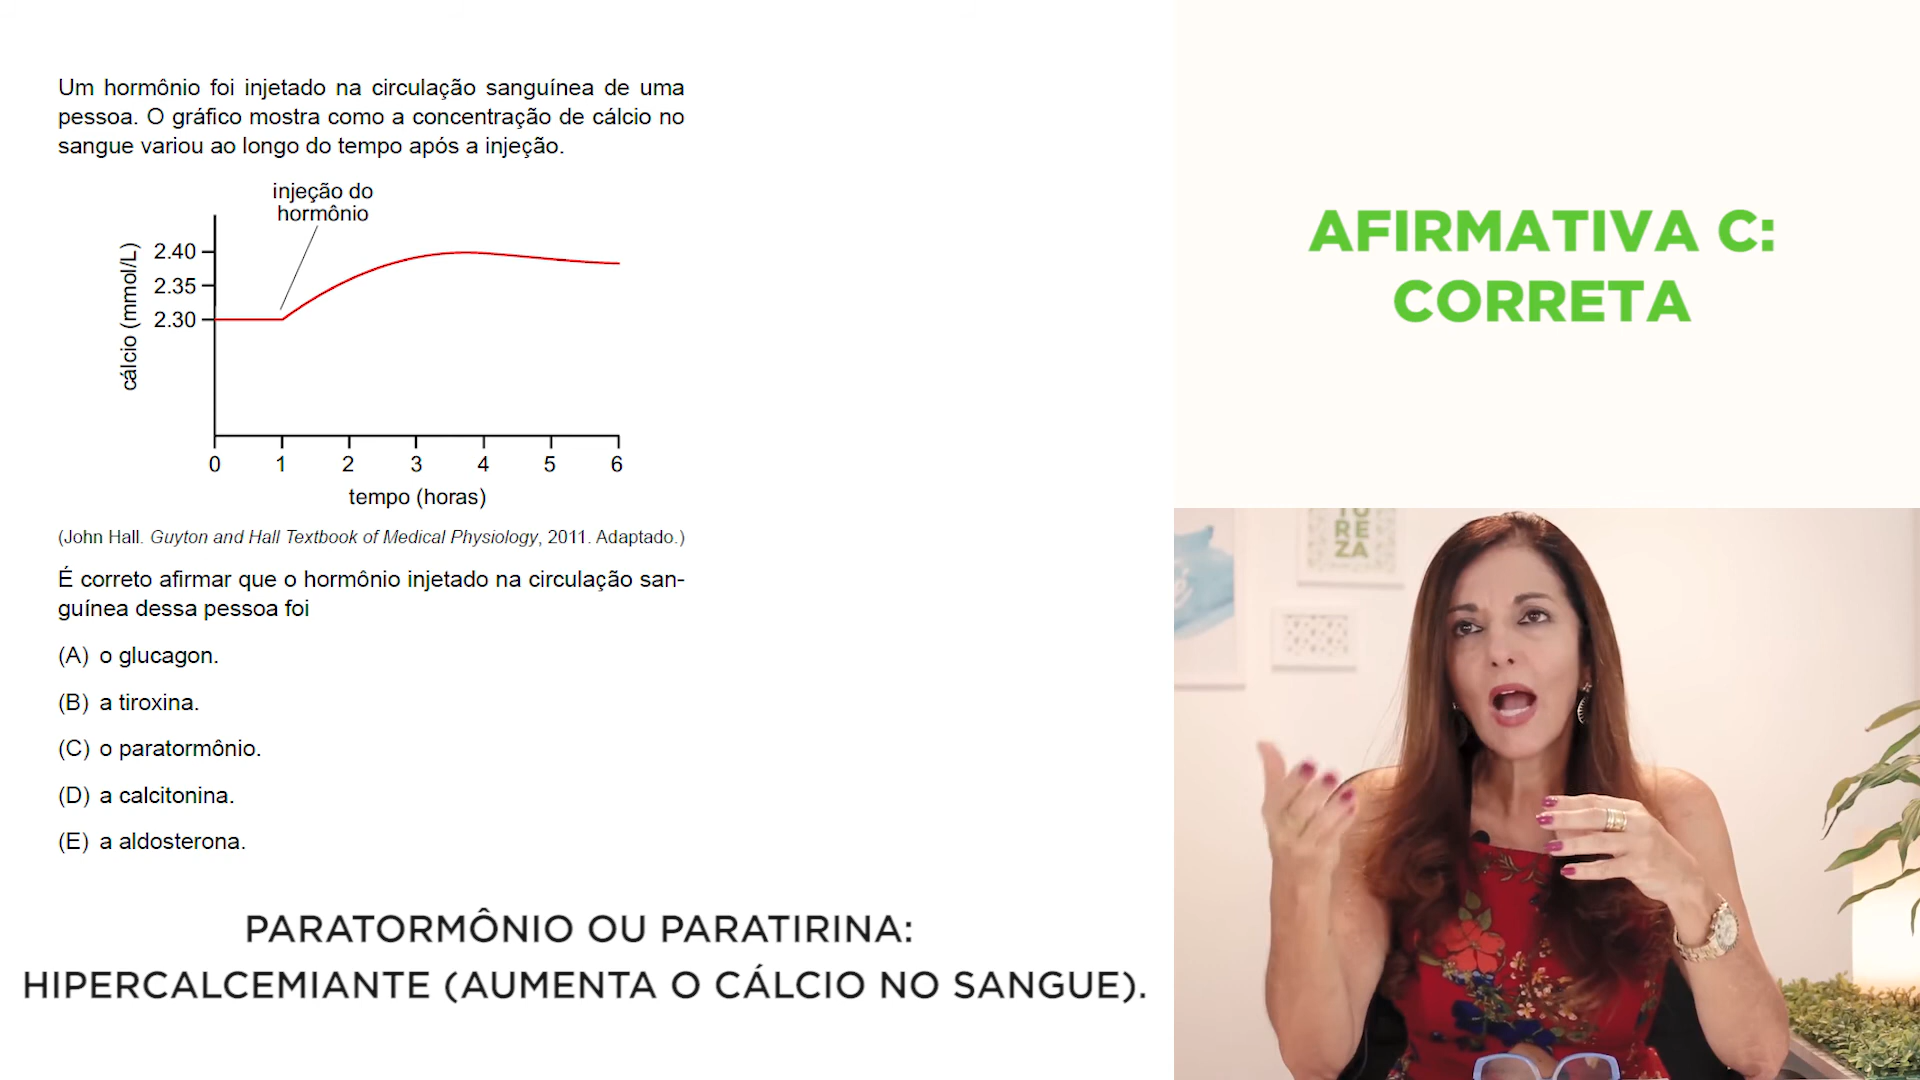 Um hormônio foi injetado na circulação sanguínea de uma
pessoa. O gráfico mostra como a concentração de cálcio no
sangue variou ao longo do tempo após a injeção.
injeção do
hormônio
cálcio (mmol/L)
2.40
2.35
2.30
0 1 2 3 4 5 6
tempo (horas)
(John Hall. Guyton and Hall Textbook of Medical Physiology, 2011. Adaptado.)
É correto afirmar que o hormônio injetado na circulação san-
guínea dessa pessoa foi
(A) o glucagon.
(B) a tiroxina.
(C) o paratormônio.
(D) a calcitonina.
(E) a aldosterona.
PARATORMÔNIO OU PARATIRINA:
HIPERCALCEMIANTE (AUMENTA O CÁLCIO NO SANGUE).
AFIRMATIVA C:
CORRETA
RE
ZA